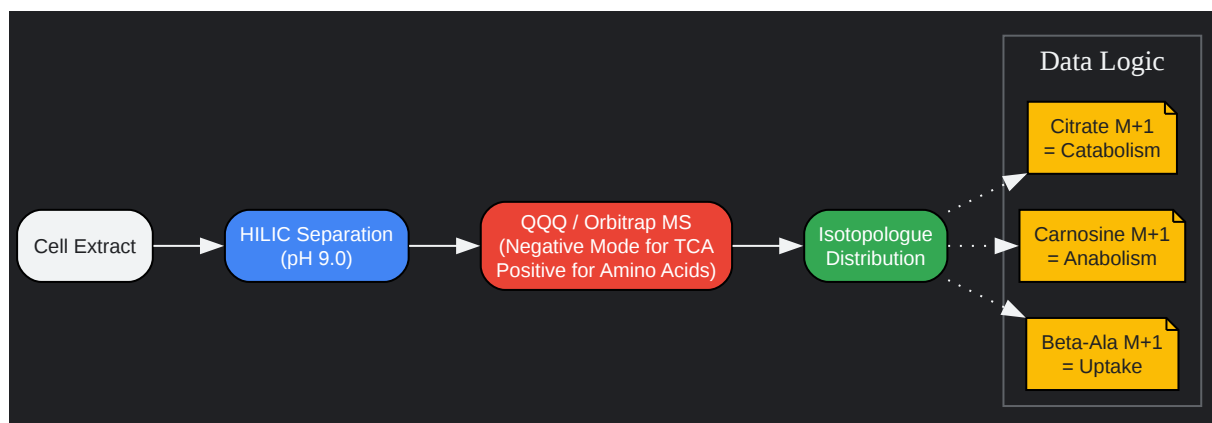 Cell Extract
HILIC Separation
(pH 9.0)
QQQ / Orbitrap MS
(Negative Mode for TCA
Positive for Amino Acids)
Isotopologue
Distribution
Data Logic
Citrate M+1
= Catabolism
Carnosine M+1
= Anabolism
Beta-Ala M+1
= Uptake